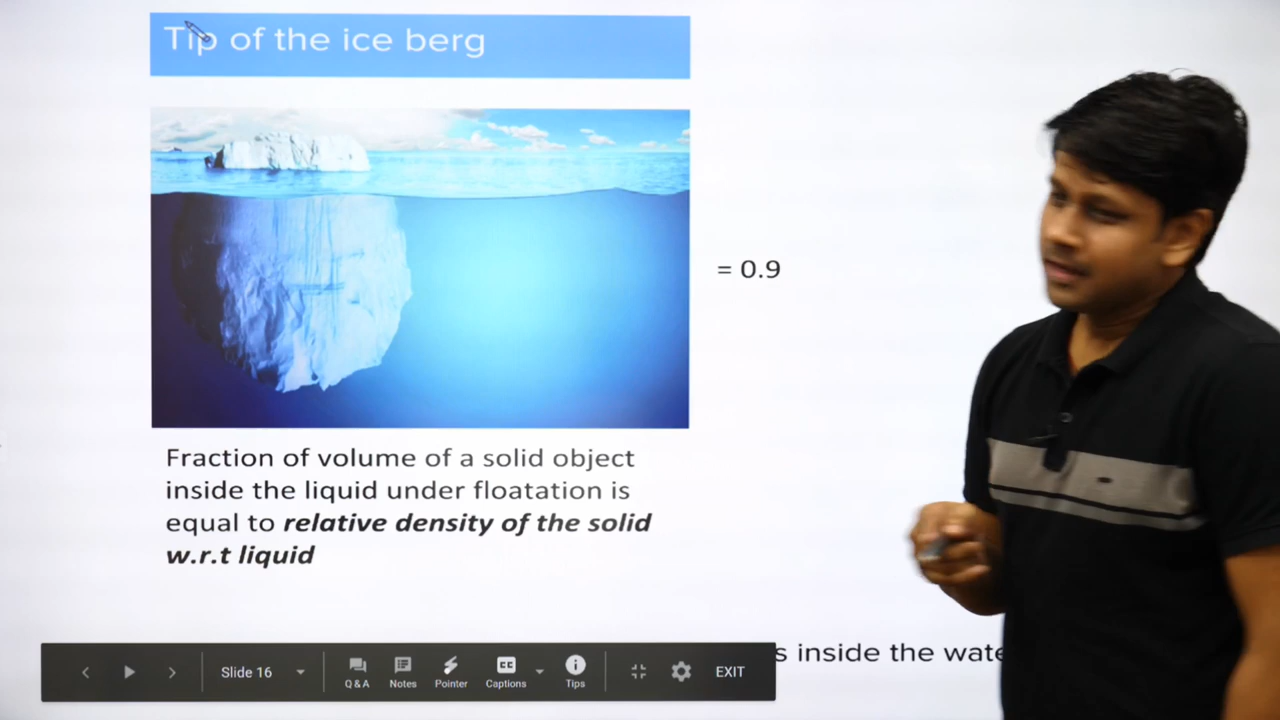 Tip of the ice berg
= 0.9
Fraction of volume of a solid object
inside the liquid under floatation is
equal to relative density of the solid
w.r.t liquid
s inside the wate
Slide 16
Q & A
Notes
Pointer
CC
Captions
Tips
EXIT